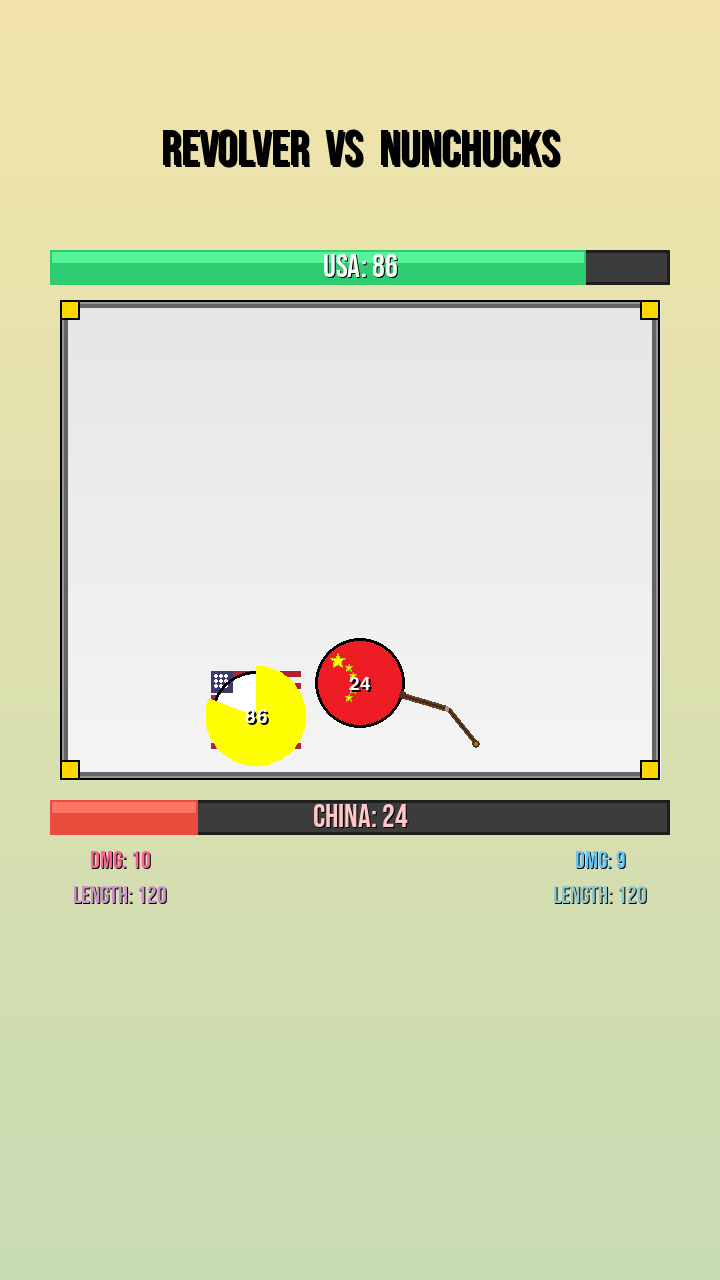 REVOLVER VS NUNCHUCKS
USA: 86
24
86
CHINA: 24
DMG: 10
DMG: 9
LENGTH: 120
LENGTH: 120